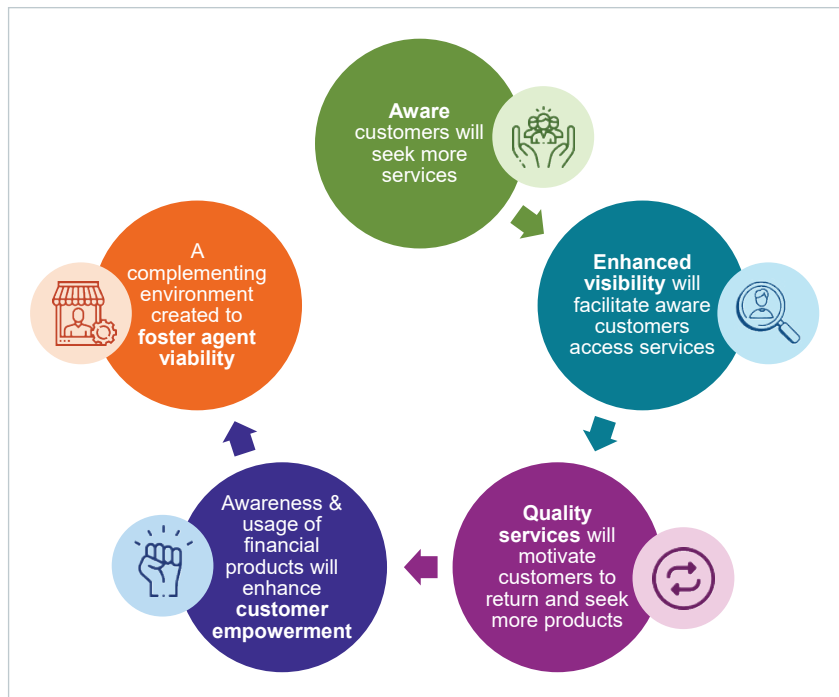 Aware
customers will
seek more
services
Enhanced
visibility will
facilitate aware
customers
access services
Quality
services will
motivate
customers to
return and seek
more products
Awareness &
usage of
financial
products will
enhance
customer
empowerment
A
complementing
environment
created to
foster agent
viability